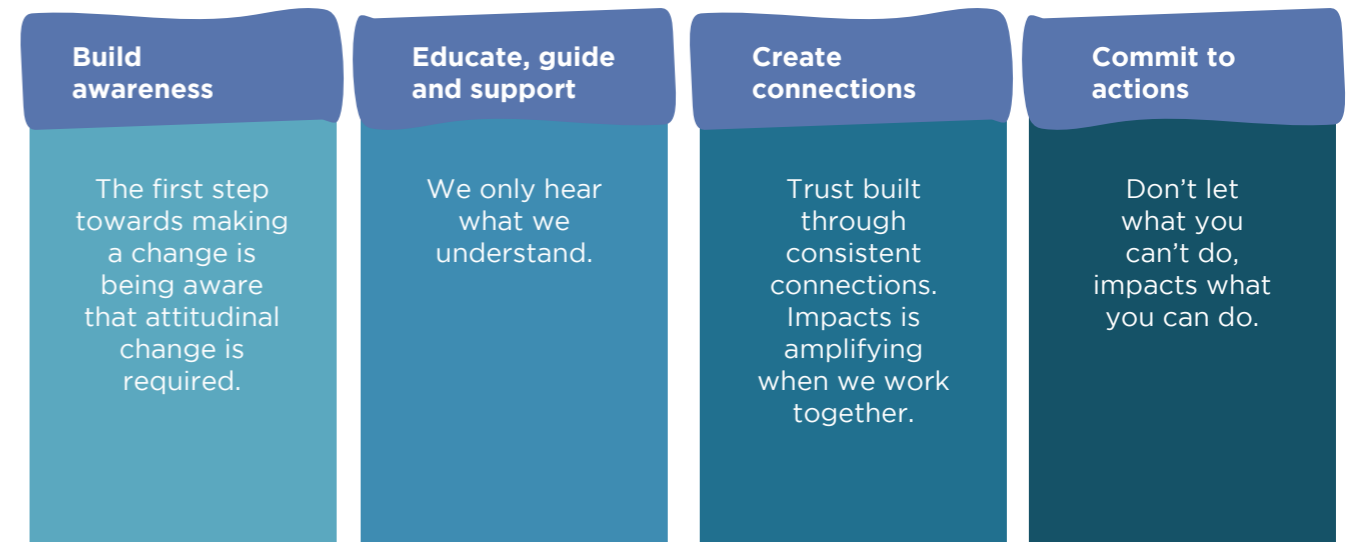 Build
awareness
The first step
towards making
a change is
being aware
that attitudinal
change is
required.
Educate, guide
and support
We only hear
what we
understand.
Create
connections
Trust built
through
consistent
connections.
Impacts is
amplifying
when we work
together.
Commit to
actions
Don’t let
what you
can’t do,
impacts what
you can do.